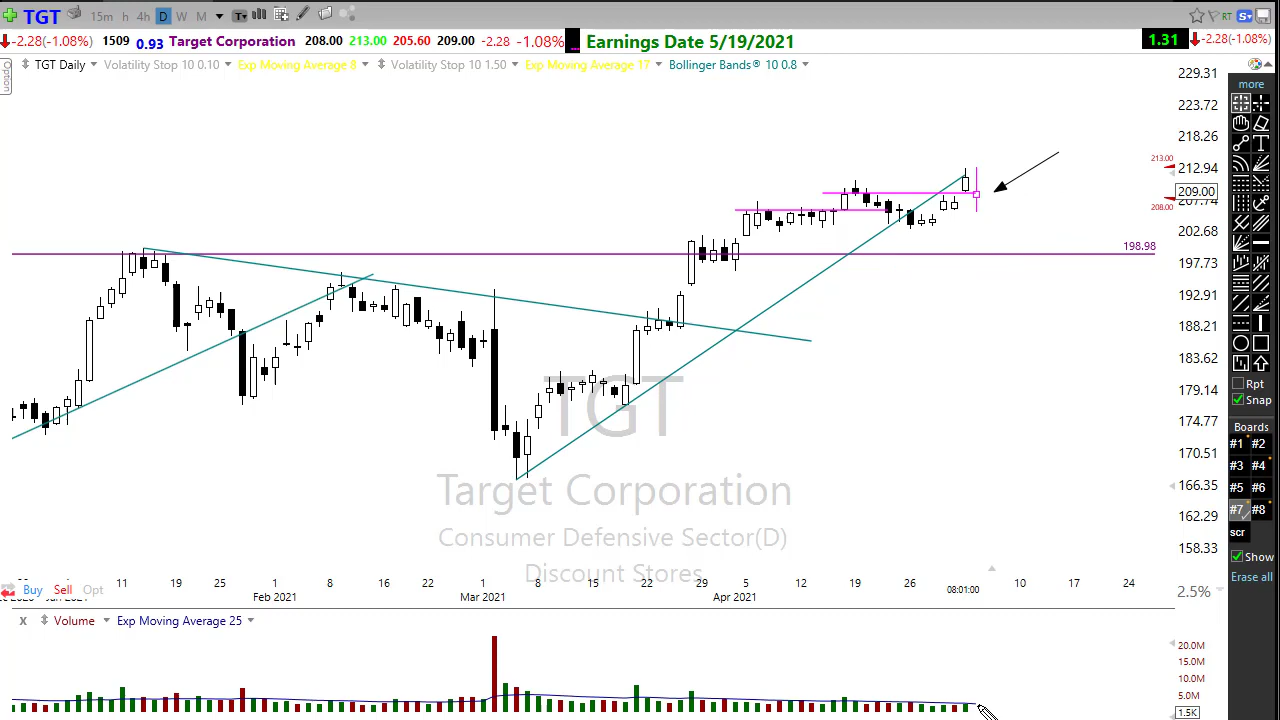 TGT 15m h 4h D W M T
-2.28(-1.08%) 1509 0.93 Target Corporation 208.00 213.00 205.60 209.00 -2.28 -1.08% Earnings Date 5/19/2021 1.31 -2.28(-1.08%)
RT S
Option
TGT Daily Volatility Stop 10 0.10 Exp Moving Average 8 Volatility Stop 10 1.50 Exp Moving Average 17 Bollinger Bands® 10 0.8
229.31
223.72
218.26
213.00
212.94
209.00
207.74
208.00
202.68
198.98
197.73
192.91
188.21
183.62
179.14
174.77
170.51
166.35
162.29
158.33
TGT
Target Corporation
Consumer Defensive Sector(D)
Discount Stores
11 19 25 1 8 16 22 1 8 15 22 29 5 12 19 26 10 17 24
Buy Sell Opt
Feb 2021 Mar 2021 Apr 2021 08:01:00
2.5%
X Volume Exp Moving Average 25
20.0M
15.0M
10.0M
5.0M
1.5K
more
T
Rpt
Snap
Boards
#1 #2
#3 #4
#5 #6
#7 #8
scr
Show
Erase all